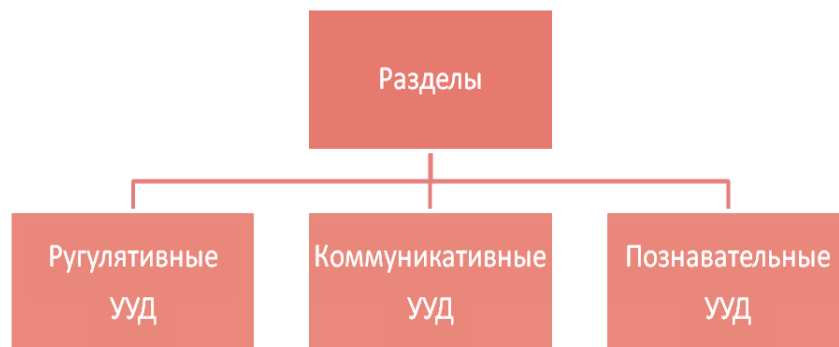 Разделы
Ругулятивные
УУД
Коммуникативные
УУД
Познавательные
УУД